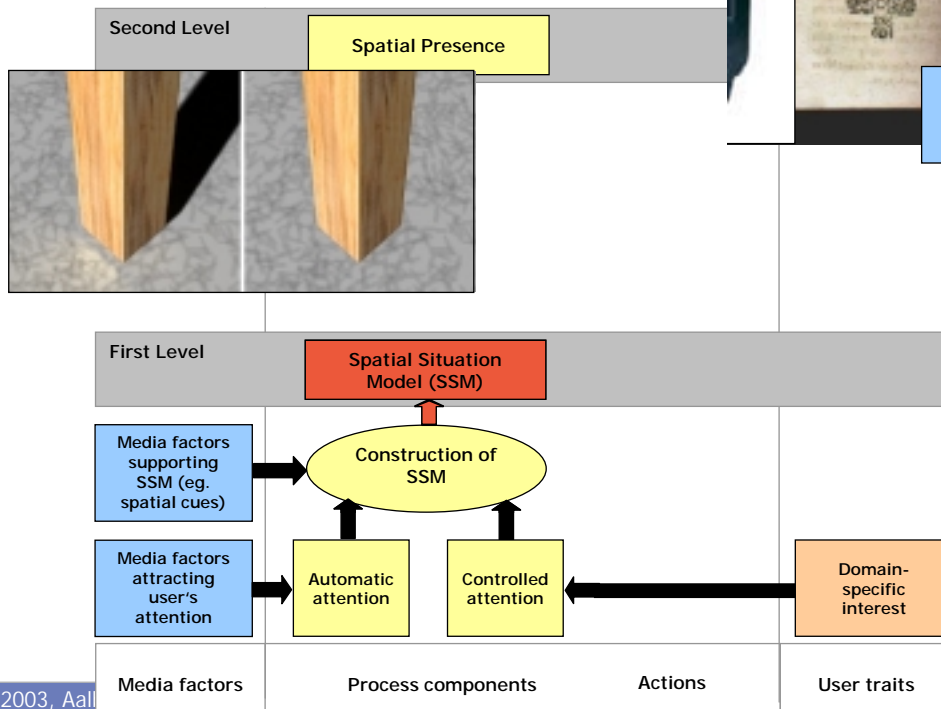 Second Level
Spatial Presence
First Level
Spatial Situation
Model (SSM)
Media factors
supporting
SSM (eg.
spatial cues)
Construction of
SSM
Media factors
attracting
user's
attention
Automatic
attention
Controlled
attention
Domain-
specific
interest
Media factors
Process components
Actions
User traits
2003, Aal